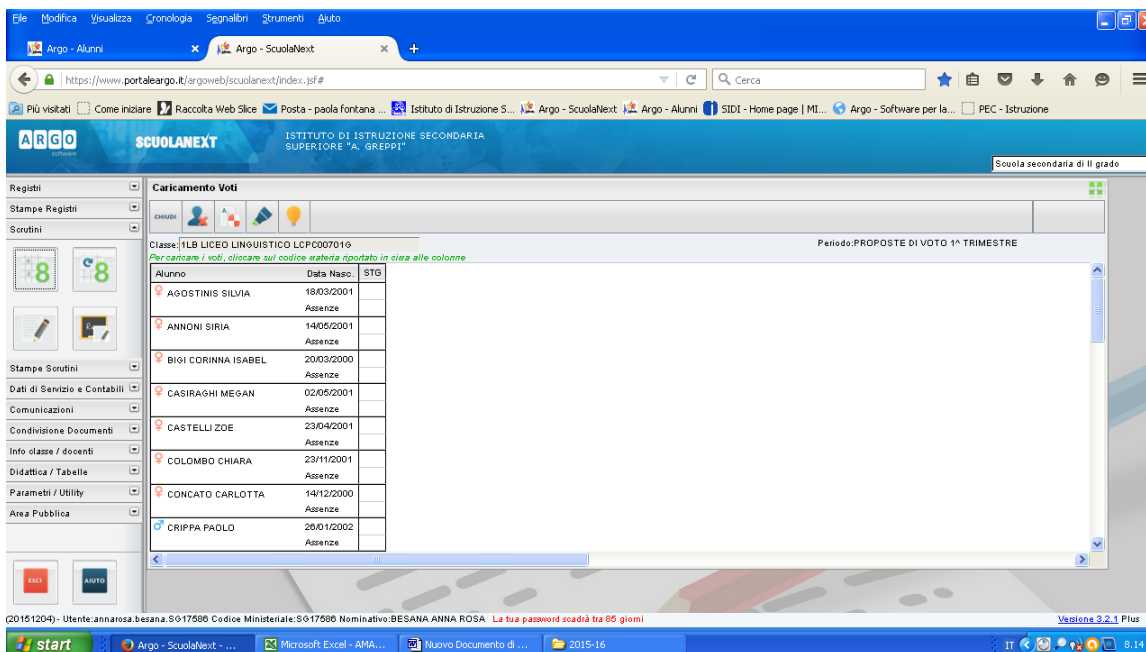 File Modifica Visualizza Cronologia Segnalibri Strumenti Aiuto
Argo - Alunni × Argo - ScuolaNext × +
https://www.portaleargo.it/argoweb/scuolanext/index.jsf# Cerca
Più visitati Come iniziare Raccolta Web Slice Posta - paola fontana ... Istituto di Istruzione S... Argo - ScuolaNext Argo - Alunni SIDI - Home page | MI... Argo - Software per la... PEC - Istruzione
ARGO software SCUOLANEXT ISTITUTO DI ISTRUZIONE SECONDARIA
SUPERIORE "A. GREPPI"
Scuola secondaria di II grado
Registri
Stampe Registri
Scrutini
Stampe Scrutini
Dati di Servizio e Contabili
Comunicazioni
Condivisione Documenti
Info classe / docenti
Didattica / Tabelle
Parametri / Utility
Area Pubblica
ESCI AIUTO
Caricamento Voti
CHIUDI
Classe: 1LB LICEO LINGUISTICO LCPC00701G Periodo:PROPOSTE DI VOTO 1^ TRIMESTRE
Per caricare i voti, cliccare sul codice materia riportato in cima alle colonne
Alunno Data Nasc. STG
AGOSTINIS SILVIA 18/03/2001
Assenze
ANNONI SIRIA 14/05/2001
Assenze
BIGI CORINNA ISABEL 20/03/2000
Assenze
CASIRAGHI MEGAN 02/05/2001
Assenze
CASTELLI ZOE 23/04/2001
Assenze
COLOMBO CHIARA 23/11/2001
Assenze
CONCATO CARLOTTA 14/12/2000
Assenze
CRIPPA PAOLO 26/01/2002
Assenze
(20151204) - Utente:annarosa.besana.SG17586 Codice Ministeriale:SG17586 Nominativo:BESANA ANNA ROSA La tua password scadrà tra 85 giorni Versione 3.2.1 Plus
start Argo - ScuolaNext - ... Microsoft Excel - AMA... Nuovo Documento di ... 2015-16 IT 8.14